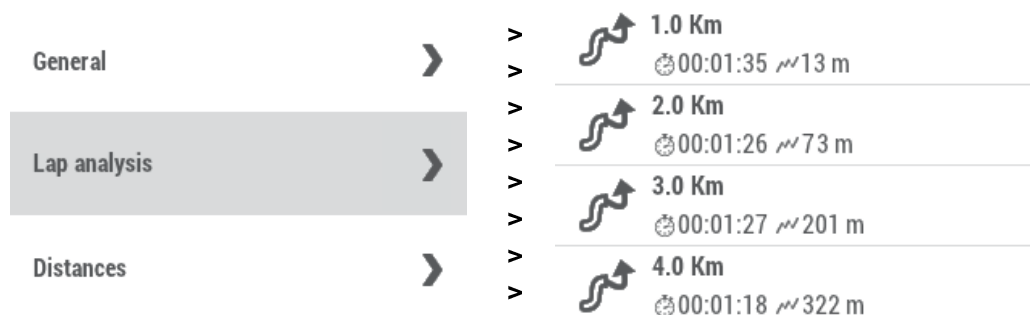 General
Lap analysis
Distances
>
>
>
>
>
>
>
>
1.0 Km
00:01:35 13 m
2.0 Km
00:01:26 73 m
3.0 Km
00:01:27 201 m
4.0 Km
00:01:18 322 m